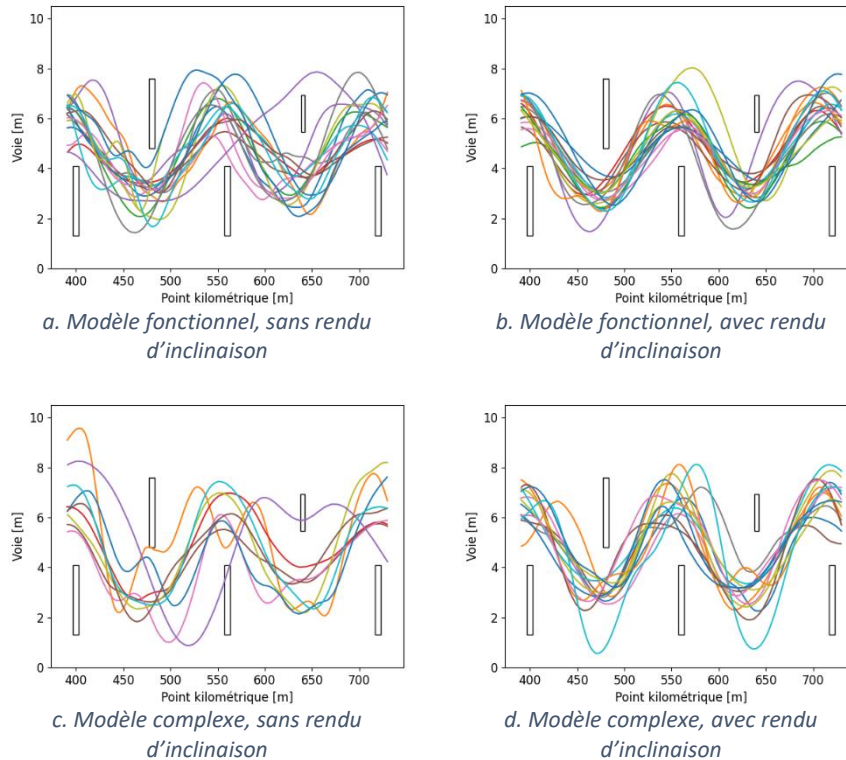 10
8
6
4
2
0
Voie [m]
400 450 500 550 600 650 700
Point kilométrique [m]
a. Modèle fonctionnel, sans rendu
d’inclinaison
10
8
6
4
2
0
Voie [m]
400 450 500 550 600 650 700
Point kilométrique [m]
b. Modèle fonctionnel, avec rendu
d’inclinaison
10
8
6
4
2
0
Voie [m]
400 450 500 550 600 650 700
Point kilométrique [m]
c. Modèle complexe, sans rendu
d’inclinaison
10
8
6
4
2
0
Voie [m]
400 450 500 550 600 650 700
Point kilométrique [m]
d. Modèle complexe, avec rendu
d’inclinaison